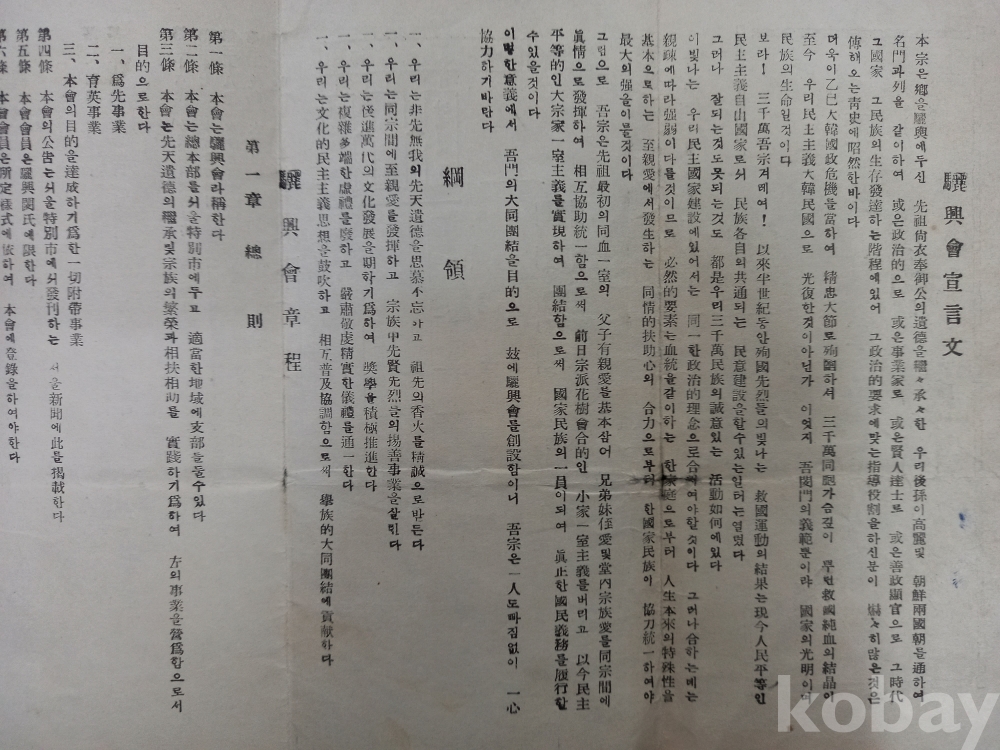 驪興會宣言文
本宗은鄕을驪興에두신 先祖尙衣奉御公의遺德을繼々承々한 우리後孫이高麗및 朝鮮兩國朝를通하여
名門과列을 같이하여 或은政治的으로 或은事業家로 或은賢人達士로 或은善政顯官으로 그時代
그國家 그民族의生存發達하는階程에있어 그政治的要求에맞는指導役割을하신분이 많은것은
傳해오는靑史에昭然한바이다
더욱이乙巳大韓國政危機를當하여 精忠大節로殉國하서 三千萬同胞가슴깊이 救國純血의結晶이
至今 우리民主主義大韓民國으로 光復한것이아닌가 이엇지 吾閔門의義範뿐이랴 國家의光明이며
民族의生命일것이다
보라! 三千萬吾宗겨레여! 以來半世紀동안殉國先烈들의빛나는 救國運動의結果는現今人民平等인
民主主義自由國家로서 民族各自의共通되는 民意建設을할수있는일터는열렸다
그러나 잘되는것도못되는것도 都是우리三千萬民族의誠意있는 活動如何에있다
이빛나는 우리民主國家建設에있어서는 同一한政治的理念으로合하여야할것이다 그러나合하는데는
親疎에따라强弱이다를것이므로 必然的要素는血統을같이하는 한家庭으로부터 人生本來의特殊性을
基本으로하는 至親愛에서發生하는 同情的扶助心의 合力으로부터 한國家民族이 協力統一하여야
最大의强을이룰것이다
그럼으로 吾宗은先祖最初의同血一室의 父子有親愛를基本삼어 兄弟妹侄愛및堂內宗族愛를同宗間에
眞情으로發揮하여 相互協助統一함으로써 前日宗派花樹會合的인 小家一室主義를버리고 以今民主
平等的인大宗家一室主義를實現하여 團結함으로써 國家民族의一員이되여 眞正한國民義務를履行할
수있을것이다
이렇한意義에서 吾門의大同團結을目的으로 玆에驪興會를創設함이니 吾宗은一人도빠짐없이 一心
協力하기바란다
綱領
一、우리는非先無我의先天遺德을思慕不忘하고 祖先의香火를精誠으로받든다
一、우리는同宗間에至親愛를發揮하고 宗族中先賢先烈들의揚善事業을살린다
一、우리는後進萬代의文化發展을期하기爲하여 奬學을積極推進한다
一、우리는複雜多端한虛禮를廢하고 嚴肅敬虔精實한儀禮를通一한다
一、우리는文化的民主主義思想을鼓吹하고 相互普及協調함으로써 擧族的大同團結에貢獻한다
驪興會章程
第一章 總則
第一條 本會는驪興會라稱한다
第二條 本會는總本部를서울特別市에두고 適當한地域에支部를둘수있다
第三條 本會는先天遺德의繼承및宗族의繁榮과相扶相助를 實踐하기爲하여 左의事業을營爲함으로서
目的으로한다
一、爲先事業
二、育英事業
三、本會의目的을達成하기爲한一切附帶事業
第四條 本會의公告는서울特別市에서發刊하는 서울新聞에此를揭載한다
第五條 本會會員은驪興閔氏에限한다
第六條 本會會員은所定樣式에依하여 本會에登錄을하여야한다
kobay